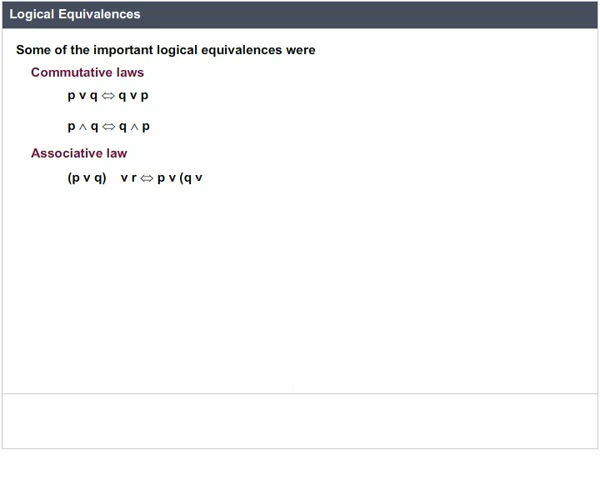 Logical Equivalences
Some of the important logical equivalences were
Commutative laws
p v q ⇔ q v p
p ∧ q ⇔ q ∧ p
Associative law
(p v q) v r ⇔ p v (q v